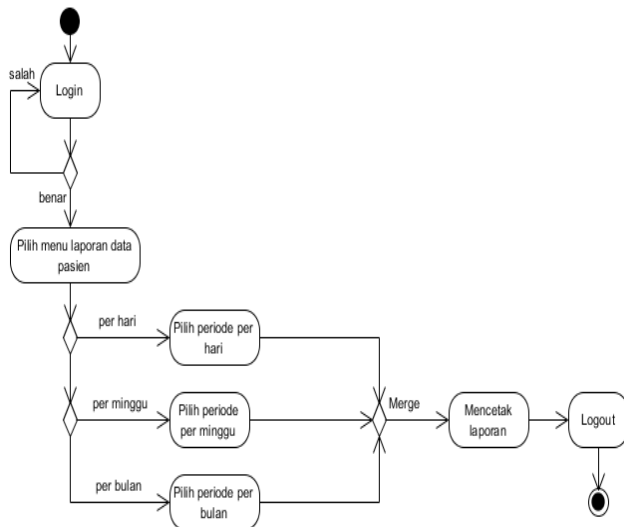 salah
Login
benar
Pilih menu laporan data
pasien
per hari
Pilih periode per
hari
per minggu
Pilih periode
per minggu
Merge
Mencetak
laporan
Logout
per bulan
Pilih periode per
bulan